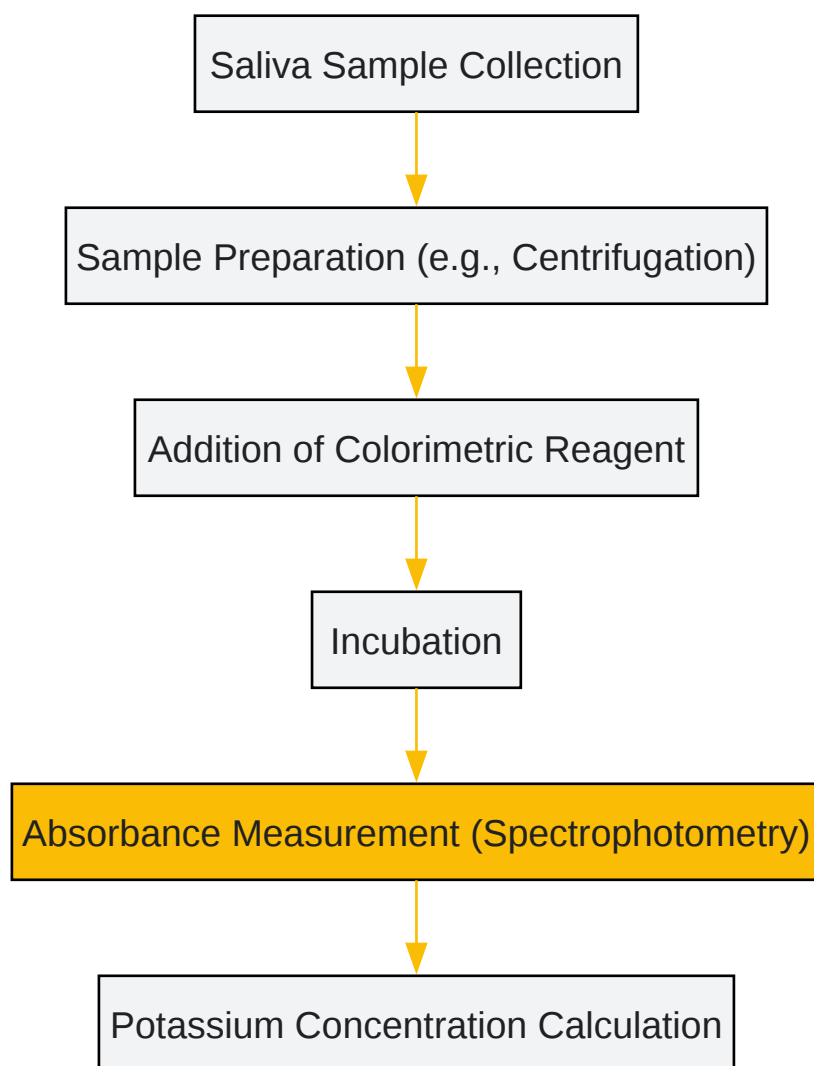 Saliva Sample Collection
Sample Preparation (e.g., Centrifugation)
Addition of Colorimetric Reagent
Incubation
Absorbance Measurement (Spectrophotometry)
Potassium Concentration Calculation